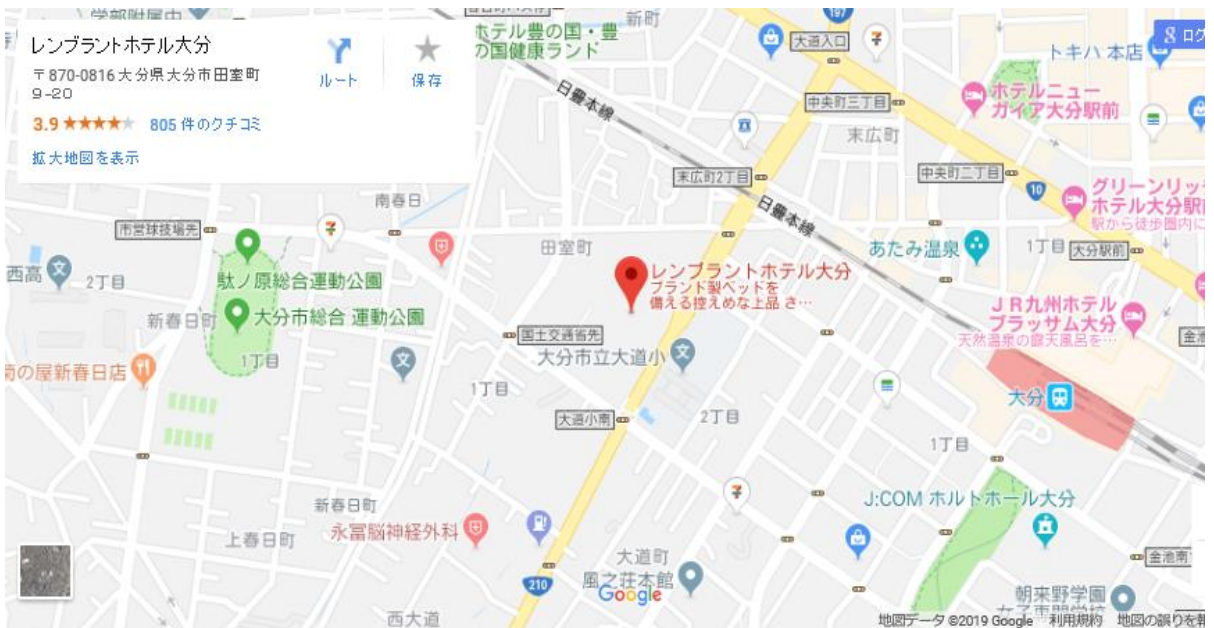 学部附属中
レンブラントホテル大分
〒870-0816 大分県大分市田室町
9-20
3.9
805 件のクチコミ
拡大地図を表示
ルート
保存
ホテル豊の国・豊
の国健康ランド
新町
197
大道入口
トキハ 本店
日豊本線
中央町三丁目
ホテルニュー
ガイア大分駅前
末広町
末広町2丁目
中央町二丁目
10
グリーンリッ
ホテル大分駅
駅から徒歩圏内に
南春日
市営球技場先
日豊本線
田室町
あたみ温泉
1丁目
大分駅前
西高
2丁目
駄ノ原総合運動公園
レンブラントホテル大分
ブランド製ベッドを
備える控えめな上品 さ…
新春日町
大分市総合 運動公園
JR九州ホテル
ブラッサム大分
天然温泉の露天風呂を…
国土交通省先
大分市立大道小
1丁目
菊の屋新春日店
1丁目
大分
大道小南
2丁目
1丁目
新春日町
J:COM ホルトホール大分
上春日町
永冨脳神経外科
大道町
風之荘本館
210
Google
金池南
朝来野学園
西大道
地図データ ©2019 Google
利用規約
地図の誤りを報